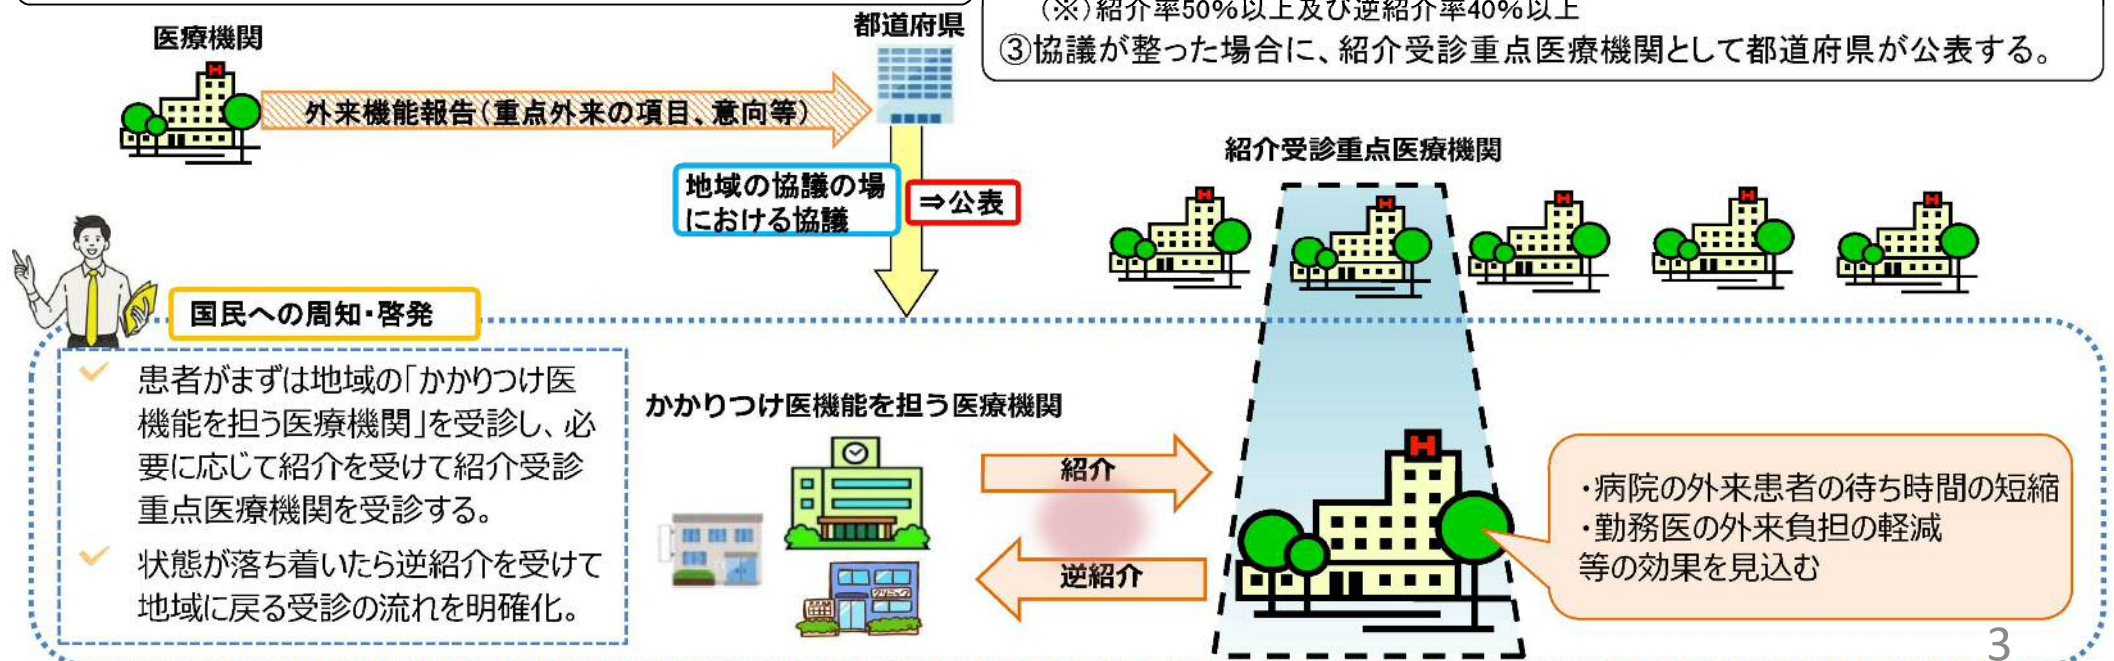 (※)紹介率50%以上及び逆紹介率40%以上
③協議が整った場合に、紹介受診重点医療機関として都道府県が公表する。
医療機関
都道府県
外来機能報告(重点外来の項目、意向等)
地域の協議の場
における協議
⇒公表
紹介受診重点医療機関
国民への周知・啓発
患者がまずは地域の「かかりつけ医
機能を担う医療機関」を受診し、必
要に応じて紹介を受けて紹介受診
重点医療機関を受診する。
状態が落ち着いたら逆紹介を受けて
地域に戻る受診の流れを明確化。
かかりつけ医機能を担う医療機関
クリニック
紹介
逆紹介
・病院の外来患者の待ち時間の短縮
・勤務医の外来負担の軽減
等の効果を見込む
H
H
H
H
H
H
H
3